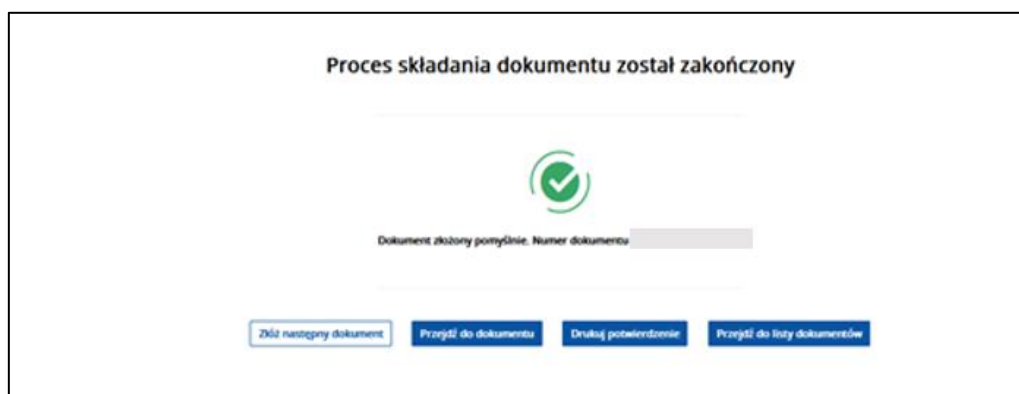 Proces składania dokumentu został zakończony
Dokument złożony pomyślnie. Numer dokumentu
Złóż następny dokument Przejdź do dokumentu Drukuj potwierdzenie Przejdź do listy dokumentów